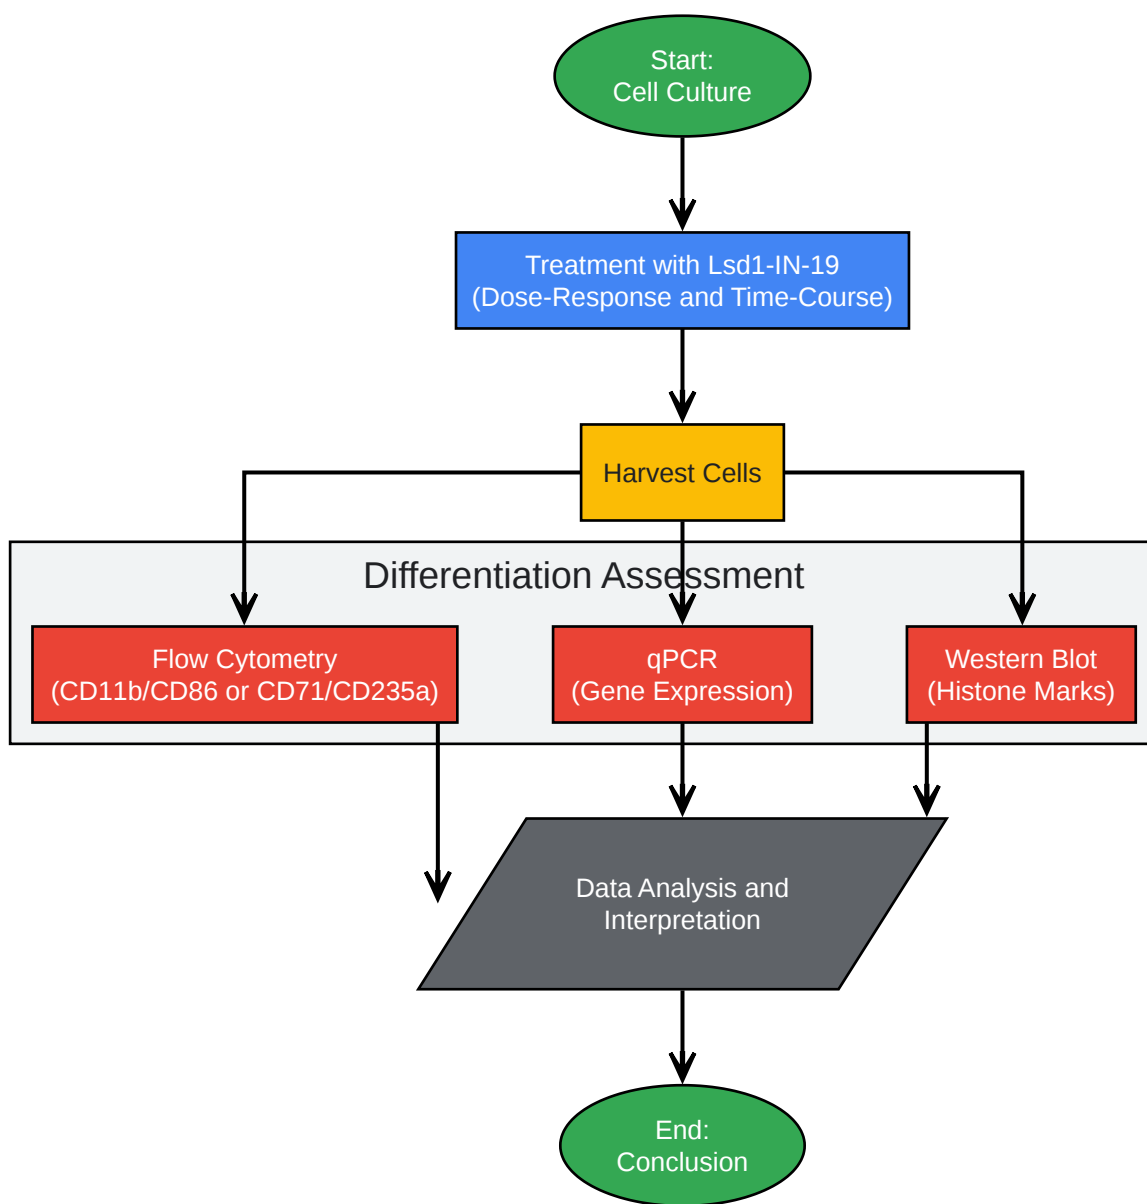 Start:
Cell Culture
Treatment with Lsd1-IN-19
(Dose-Response and Time-Course)
Harvest Cells
Differentiation Assessment
Flow Cytometry
(CD11b/CD86 or CD71/CD235a)
qPCR
(Gene Expression)
Western Blot
(Histone Marks)
Data Analysis and
Interpretation
End:
Conclusion